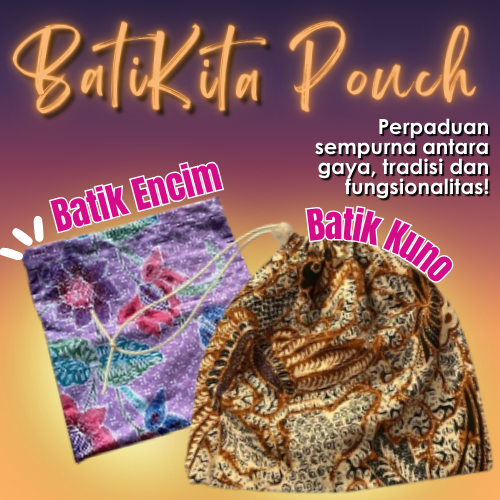 BatiKita Pouch
Perpaduan
sempurna antara
gaya, tradisi dan
fungsionalitas!
Batik Encim
Batik Kuno